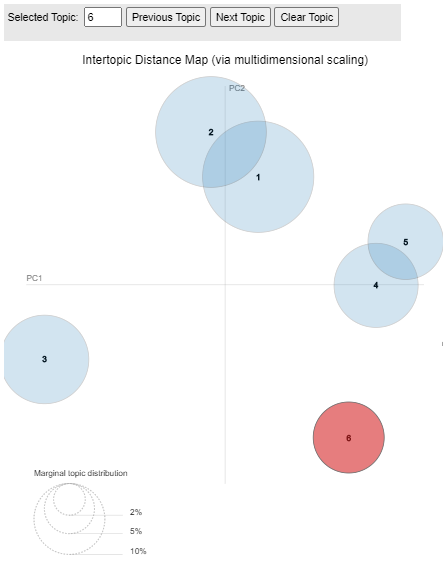 Selected Topic: 6 Previous Topic Next Topic Clear Topic
Intertopic Distance Map (via multidimensional scaling)
PC2
2
1
5
PC1
4
3
6
Marginal topic distribution
2%
5%
10%